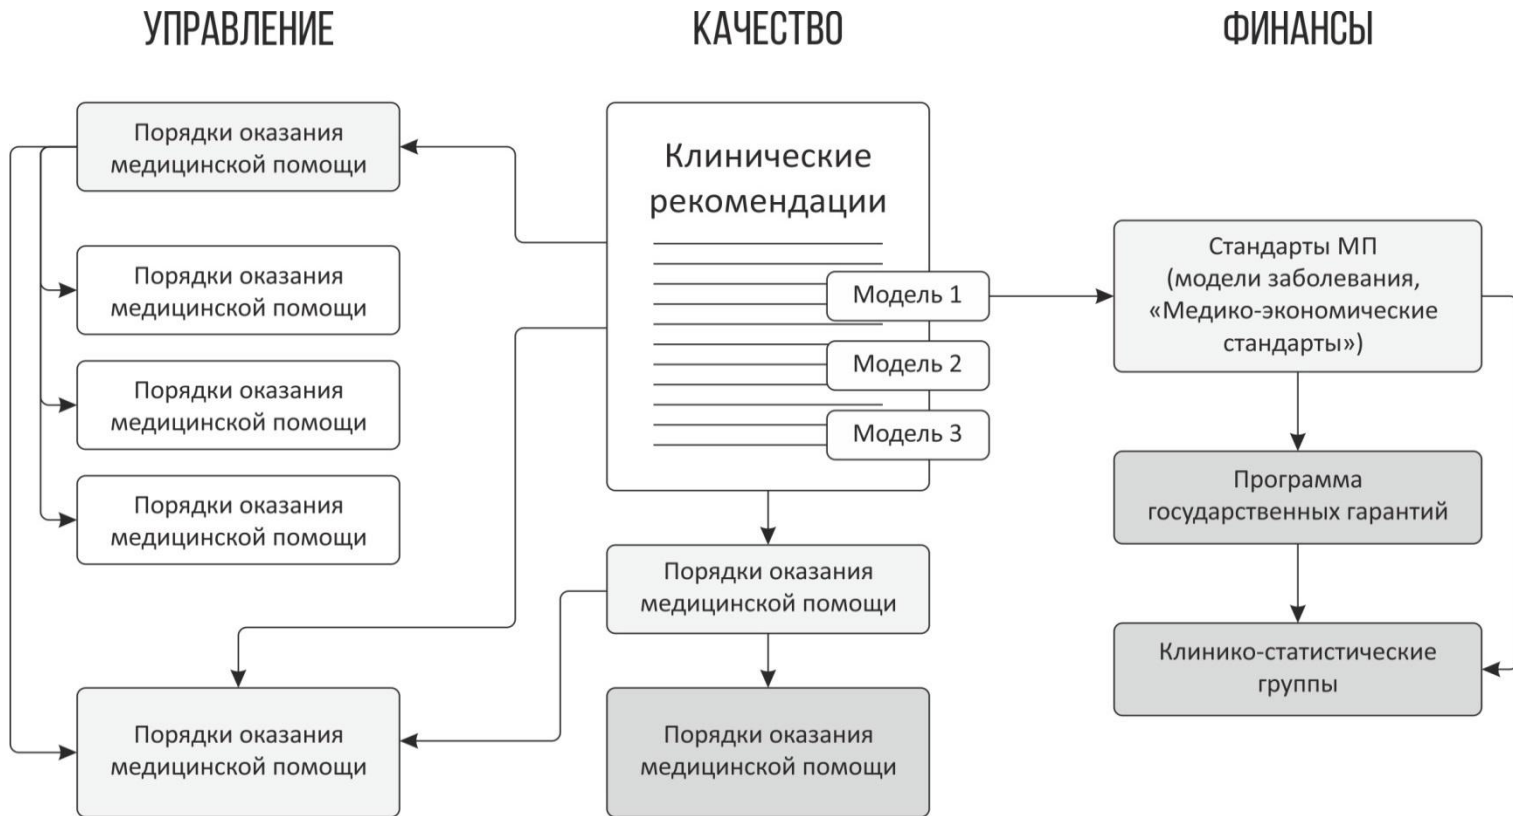 УПРАВЛЕНИЕ
КАЧЕСТВО
ФИНАНСЫ
Порядки оказания
медицинской помощи
Порядки оказания
медицинской помощи
Порядки оказания
медицинской помощи
Порядки оказания
медицинской помощи
Порядки оказания
медицинской помощи
Клинические
рекомендации
Модель 1
Модель 2
Модель 3
Порядки оказания
медицинской помощи
Порядки оказания
медицинской помощи
Стандарты МП
(модели заболевания,
«Медико-экономические
стандарты»)
Программа
государственных гарантий
Клинико-статистические
группы